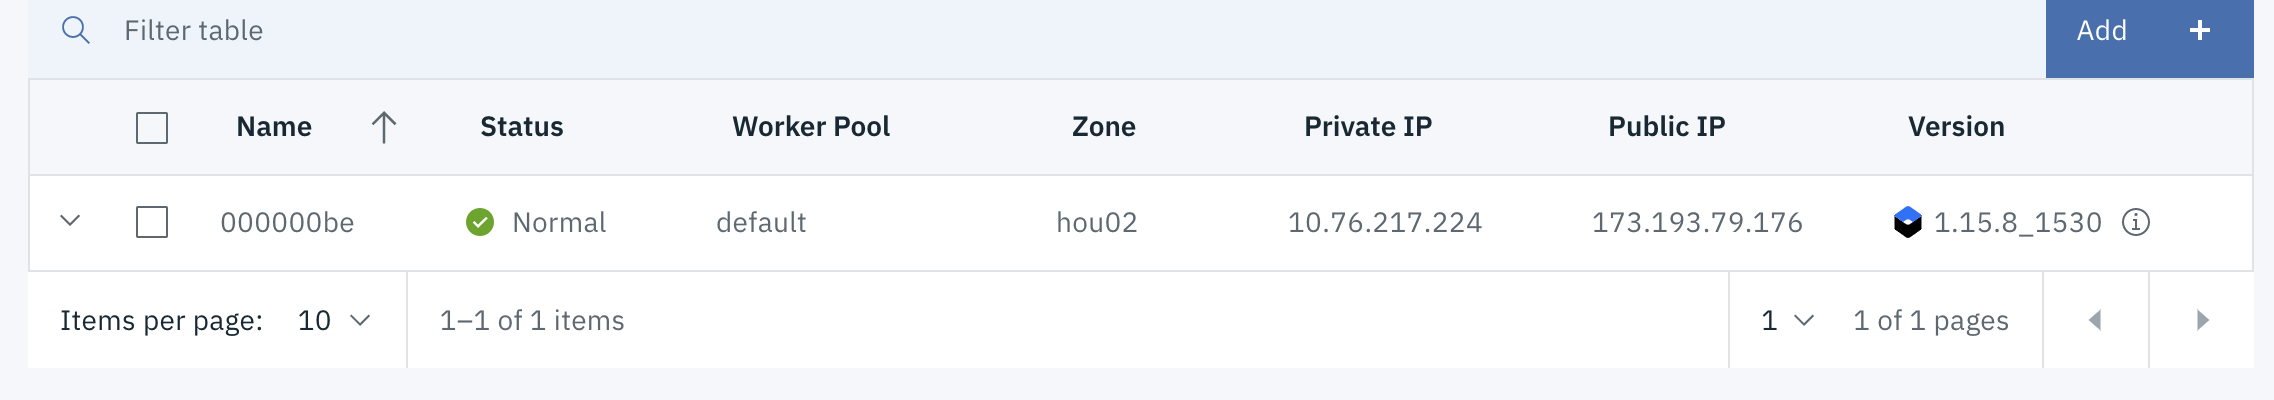 Filter table Add +
Name Status Worker Pool Zone Private IP Public IP Version
000000be Normal default hou02 10.76.217.224 173.193.79.176 1.15.8_1530
Items per page: 10 1–1 of 1 items 1 1 of 1 pages